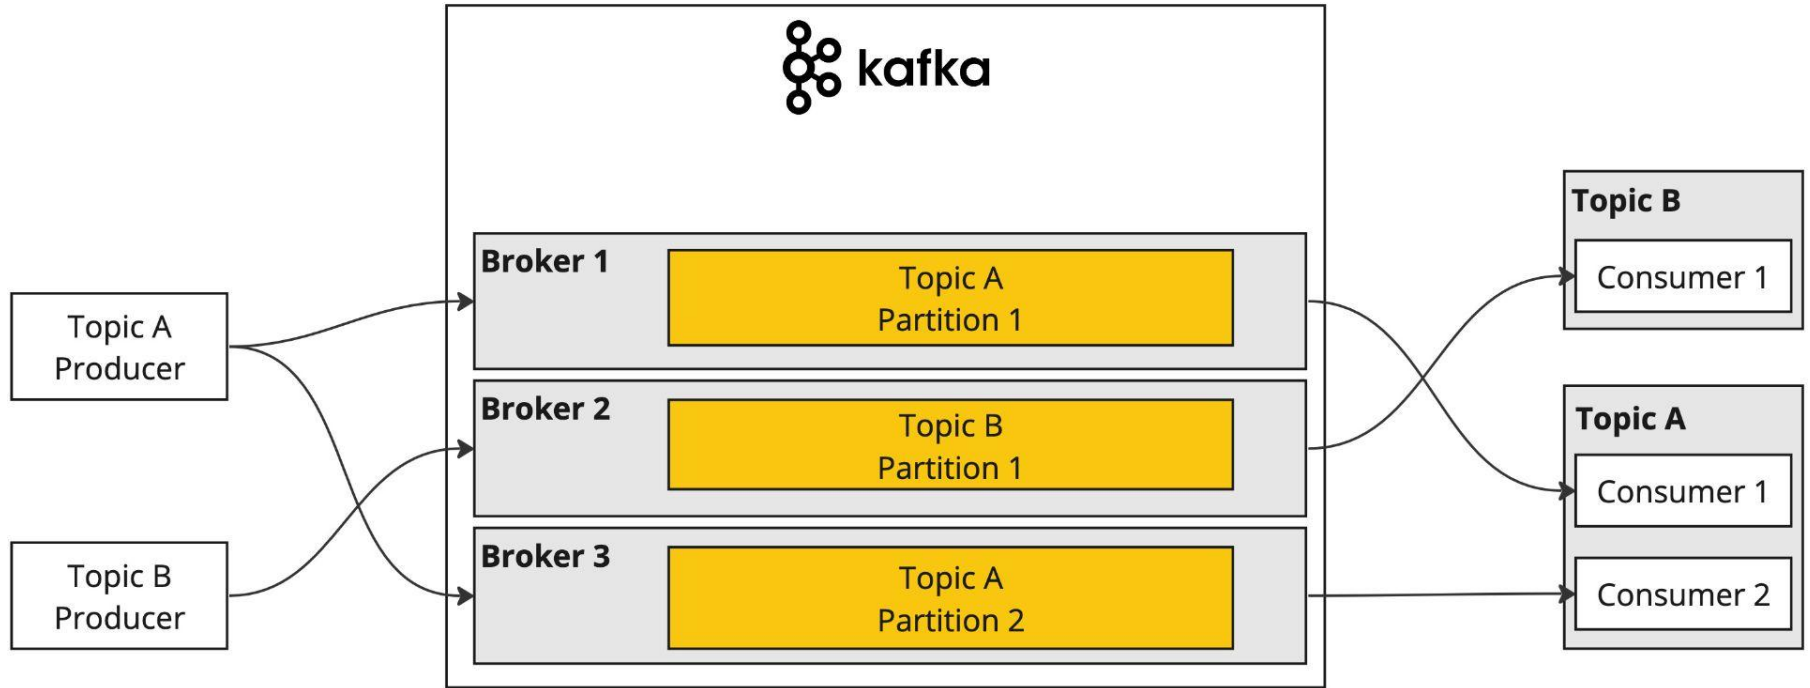 kafka
Topic A
Producer
Topic B
Producer
Broker 1
Topic A
Partition 1
Broker 2
Topic B
Partition 1
Broker 3
Topic A
Partition 2
Topic B
Consumer 1
Topic A
Consumer 1
Consumer 2